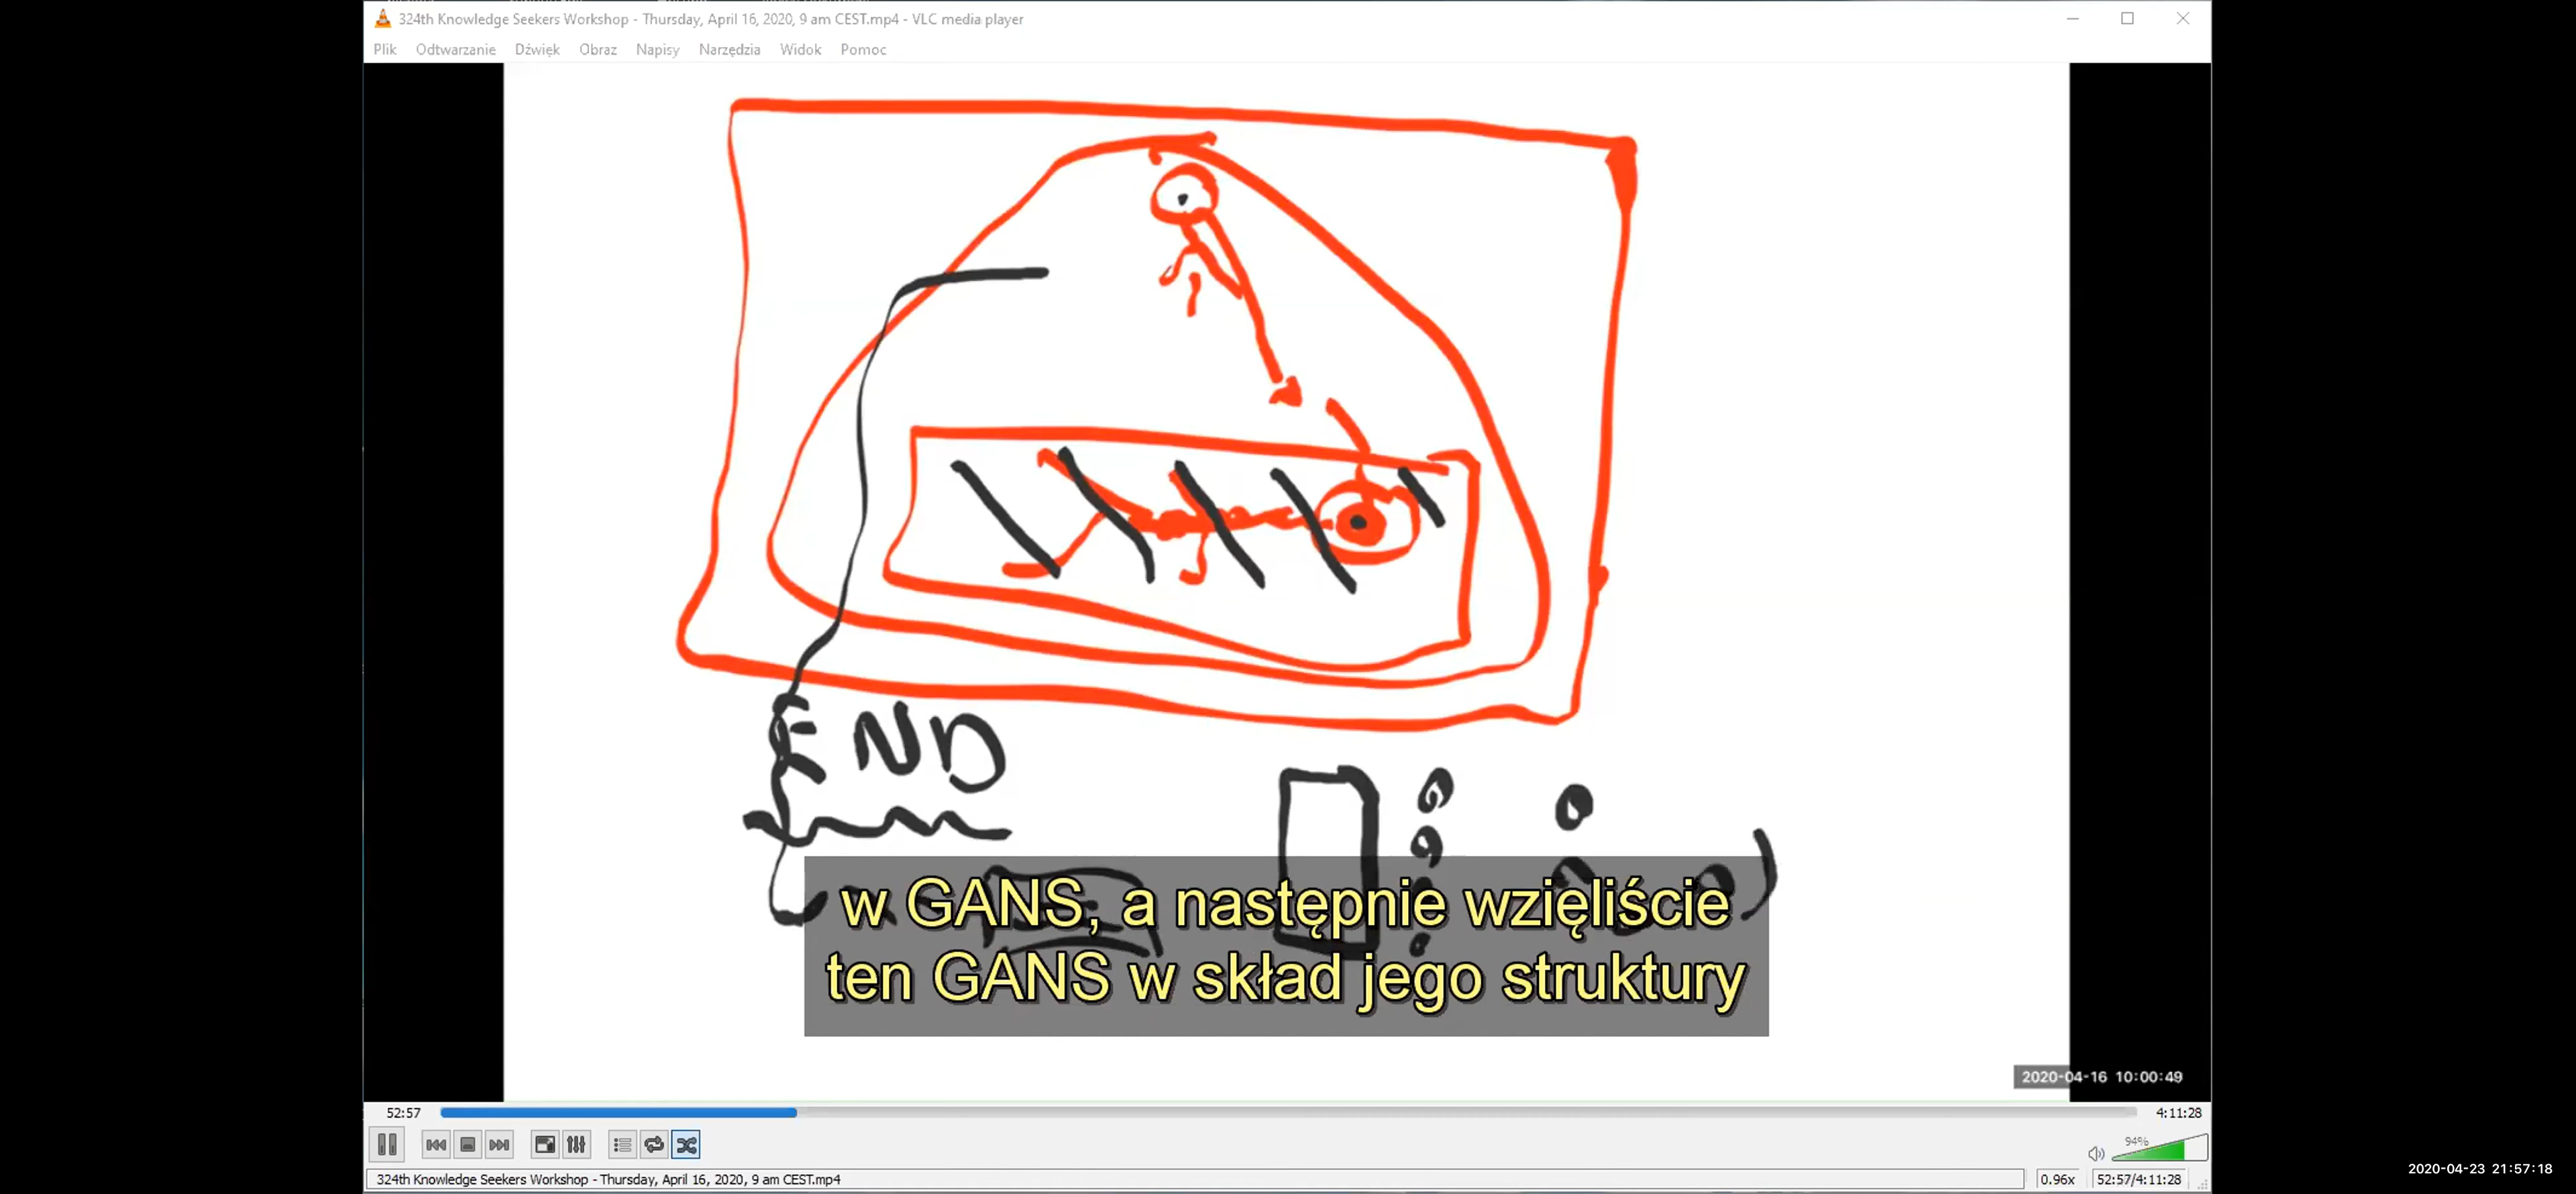 324th Knowledge Seekers Workshop - Thursday, April 16, 2020, 9 am CEST.mp4 - VLC media player
Plik Odtwarzanie Dźwięk Obraz Napisy Narzędzia Widok Pomoc
END
w GANS, a następnie wzięliście
ten GANS w skład jego struktury
2020-04-16 10:00:49
52:57
4:11:28
94%
324th Knowledge Seekers Workshop - Thursday, April 16, 2020, 9 am CEST.mp4
0.96x
52:57/4:11:28
2020-04-23 21:57:18